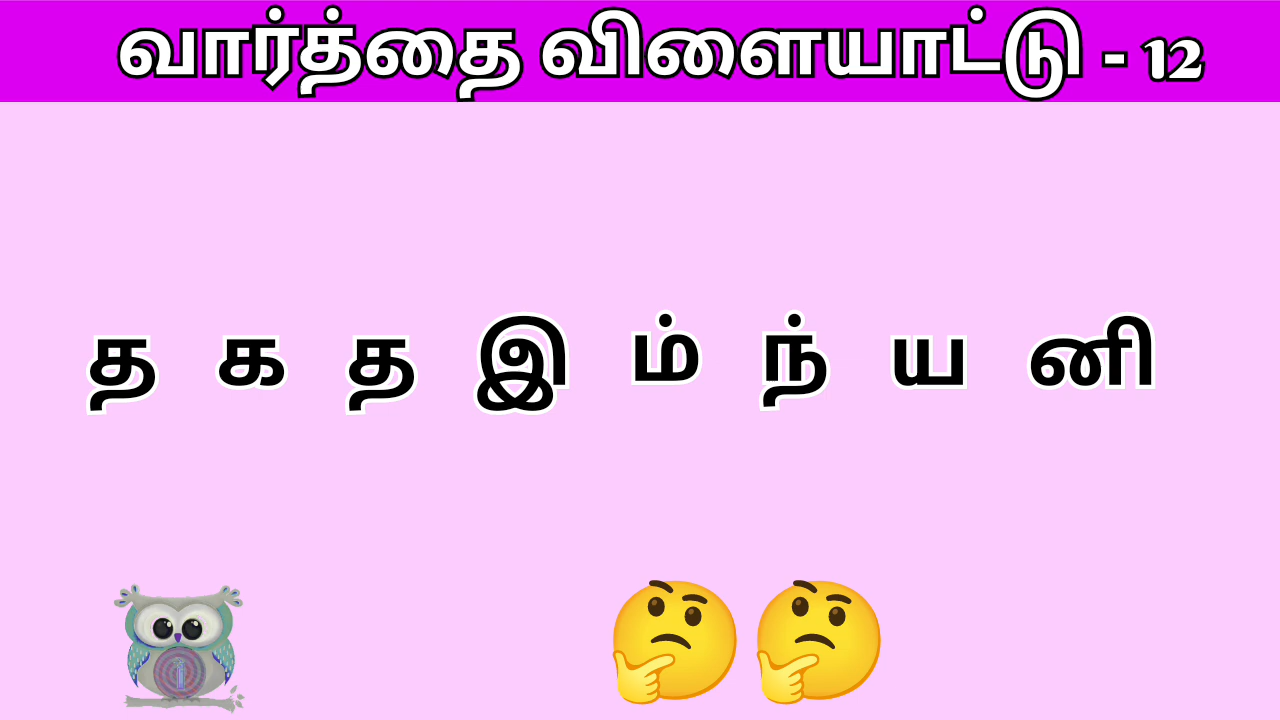 வார்த்தை விளையாட்டு - 12
த க த இ ம் ந் ய னி